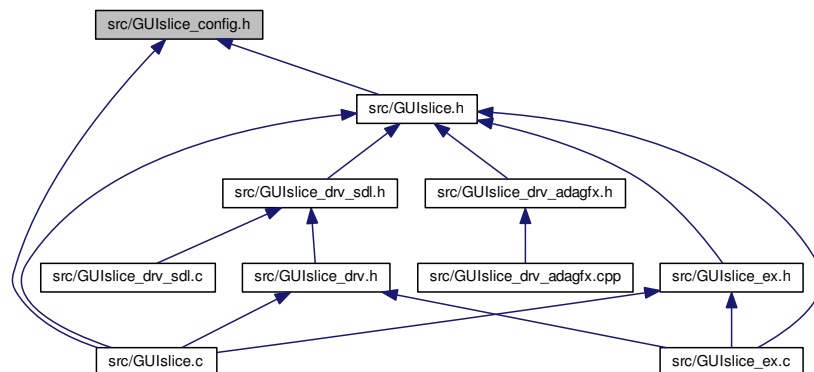 src/GUIslice_config.h
src/GUIslice.h
src/GUIslice_drv_sdl.h
src/GUIslice_drv_adagfx.h
src/GUIslice_drv_sdl.c
src/GUIslice_drv.h
src/GUIslice_drv_adagfx.cpp
src/GUIslice_ex.h
src/GUIslice.c
src/GUIslice_ex.c